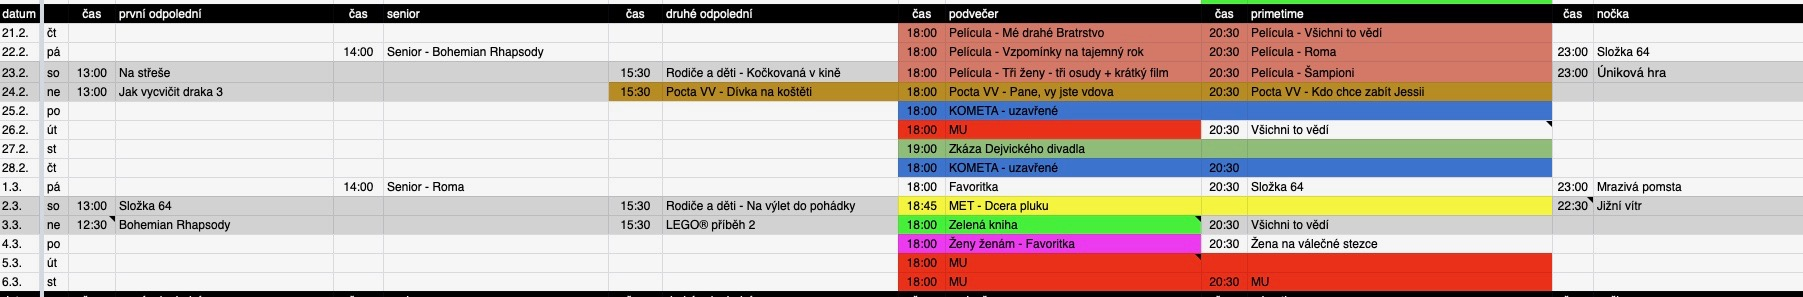 datum čas první odpolední čas senior čas druhé odpolední čas podvečer čas primetime čas nočka
21.2. čt 18:00 Película - Mé drahé Bratrstvo 20:30 Película - Všichni to vědí
22.2. pá 14:00 Senior - Bohemian Rhapsody 18:00 Película - Vzpomínky na tajemný rok 20:30 Película - Roma 23:00 Složka 64
23.2. so 13:00 Na střeše 15:30 Rodiče a děti - Kočkovaná v kině 18:00 Película - Tři ženy - tři osudy + krátký film 20:30 Película - Šampioni 23:00 Úniková hra
24.2. ne 13:00 Jak vycvičit draka 3 15:30 Pocta VV - Dívka na koštěti 18:00 Pocta VV - Pane, vy jste vdova 20:30 Pocta VV - Kdo chce zabít Jessii
25.2. po 18:00 KOMETA - uzavřené
26.2. út 18:00 MU 20:30 Všichni to vědí
27.2. st 19:00 Zkáza Dejvického divadla
28.2. čt 18:00 KOMETA - uzavřené 20:30
1.3. pá 14:00 Senior - Roma 18:00 Favoritka 20:30 Složka 64 23:00 Mrazivá pomsta
2.3. so 13:00 Složka 64 15:30 Rodiče a děti - Na výlet do pohádky 18:45 MET - Dcera pluku 22:30 Jižní vítr
3.3. ne 12:30 Bohemian Rhapsody 15:30 LEGO® příběh 2 18:00 Zelená kniha 20:30 Všichni to vědí
4.3. po 18:00 Ženy ženám - Favoritka 20:30 Žena na válečné stezce
5.3. út 18:00 MU
6.3. st 18:00 MU 20:30 MU